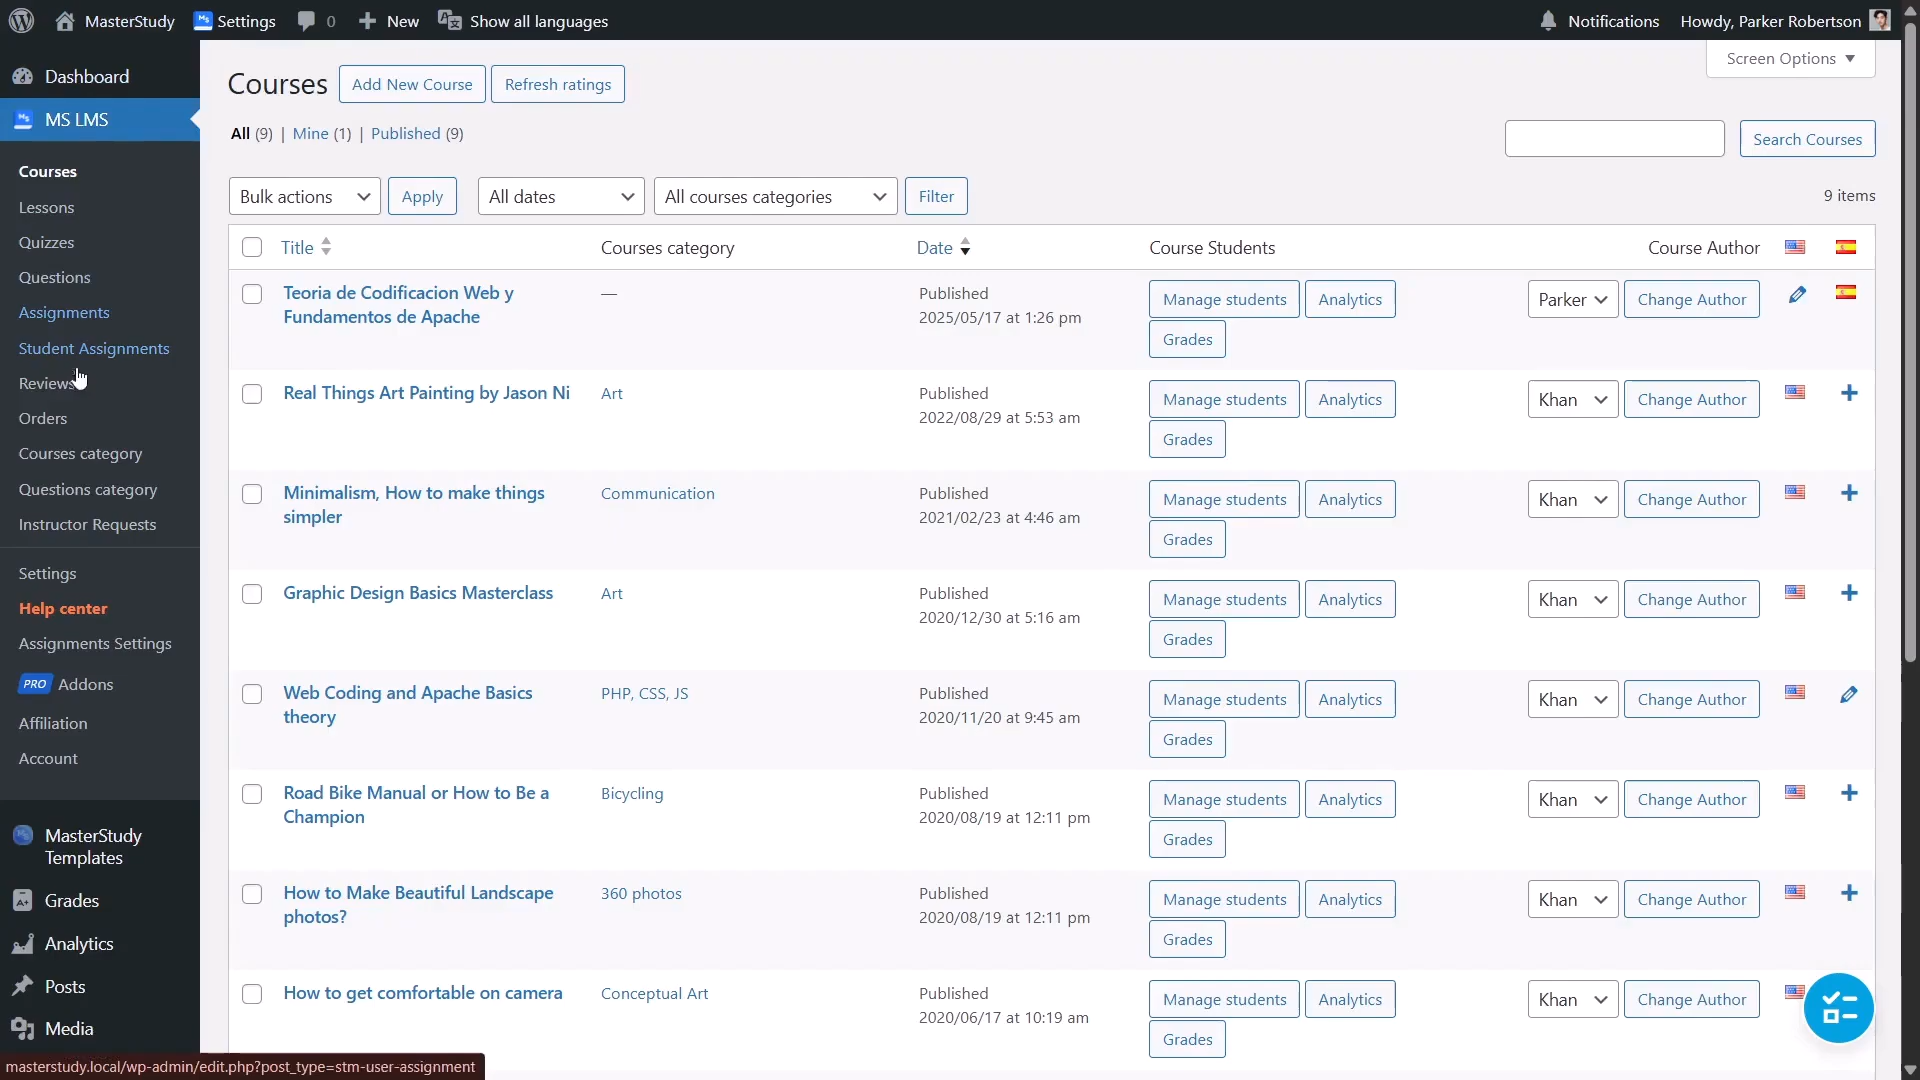 MasterStudy Settings 0 New Show all languages Notifications Howdy, Parker Robertson
Screen Options
Dashboard
MS LMS
Courses
Lessons
Quizzes
Questions
Assignments
Student Assignments
Reviews
Orders
Courses category
Questions category
Instructor Requests
Settings
Help center
Assignments Settings
PRO Addons
Affiliation
Account
MasterStudy
Templates
Grades
Analytics
Posts
Media
masterstudy.local/wp-admin/edit.php?post_type=stm-user-assignment
Courses Add New Course Refresh ratings
All (9) | Mine (1) | Published (9)
Search Courses
Bulk actions Apply All dates All courses categories Filter 9 items
Title Courses category Date Course Students Course Author
Teoria de Codificacion Web y — Published Manage students Analytics Parker Change Author
Fundamentos de Apache 2025/05/17 at 1:26 pm
Grades
Real Things Art Painting by Jason Ni Art Published Manage students Analytics Khan Change Author
2022/08/29 at 5:53 am
Grades
Minimalism, How to make things Communication Published Manage students Analytics Khan Change Author
simpler 2021/02/23 at 4:46 am
Grades
Graphic Design Basics Masterclass Art Published Manage students Analytics Khan Change Author
2020/12/30 at 5:16 am
Grades
Web Coding and Apache Basics PHP, CSS, JS Published Manage students Analytics Khan Change Author
theory 2020/11/20 at 9:45 am
Grades
Road Bike Manual or How to Be a Bicycling Published Manage students Analytics Khan Change Author
Champion 2020/08/19 at 12:11 pm
Grades
How to Make Beautiful Landscape 360 photos Published Manage students Analytics Khan Change Author
photos? 2020/08/19 at 12:11 pm
Grades
How to get comfortable on camera Conceptual Art Published Manage students Analytics Khan Change Author
2020/06/17 at 10:19 am
Grades